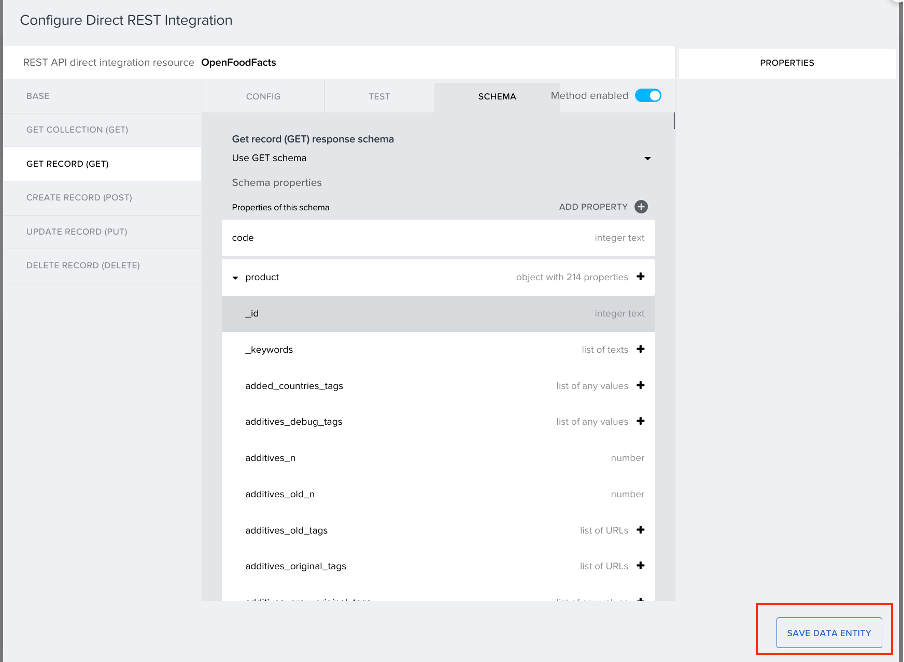 Configure Direct REST Integration
REST API direct integration resource OpenFoodFacts
PROPERTIES
BASE
GET COLLECTION (GET)
GET RECORD (GET)
CREATE RECORD (POST)
UPDATE RECORD (PUT)
DELETE RECORD (DELETE)
CONFIG TEST SCHEMA Method enabled
Get record (GET) response schema
Use GET schema
Schema properties
Properties of this schema ADD PROPERTY
code integer text
product object with 214 properties
_id integer text
_keywords list of texts
added_countries_tags list of any values
additives_debug_tags list of any values
additives_n number
additives_old_n number
additives_old_tags list of URLs
additives_original_tags list of URLs
SAVE DATA ENTITY